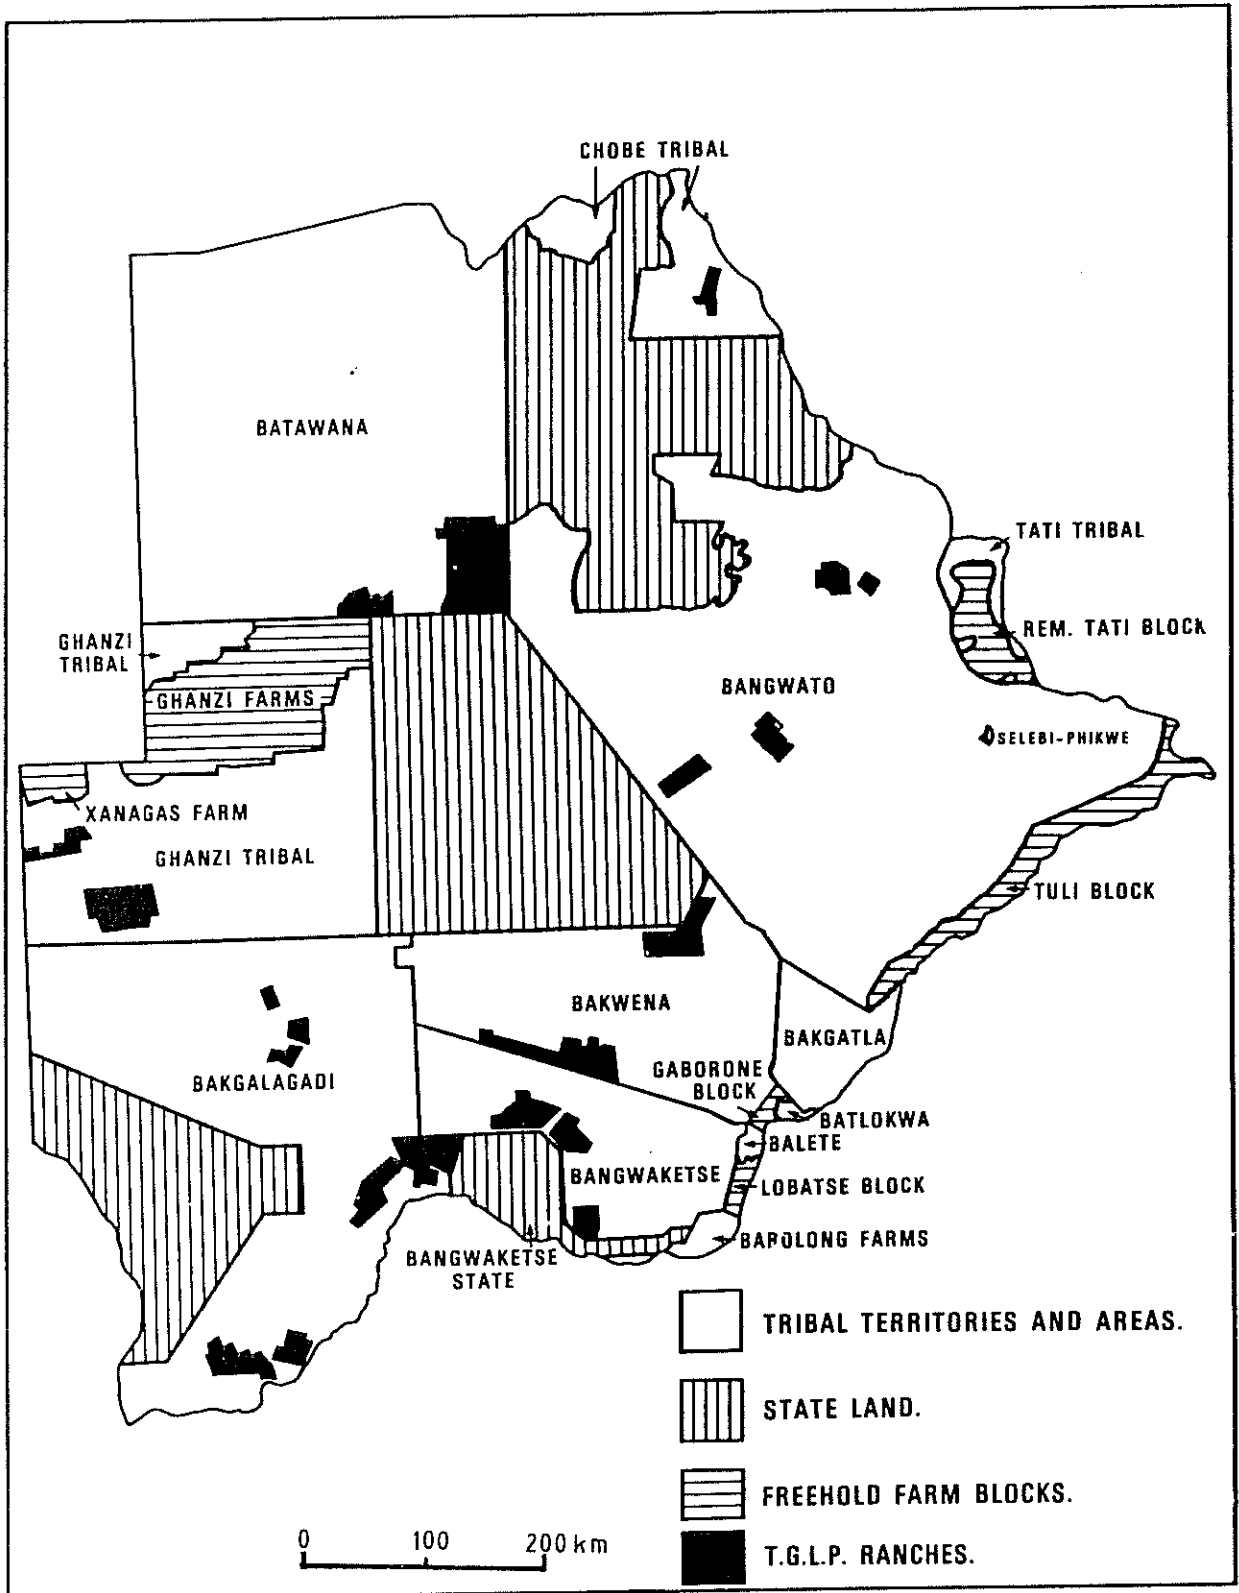 CHOBE TRIBAL
BATAWANA
TATI TRIBAL
GHANZI
TRIBAL
REM. TATI BLOCK
GHANZI FARMS
BANGWATO
SELEBI-PHIKWE
XANAGAS FARM
GHANZI TRIBAL
TULI BLOCK
BAKWENA
BAKGATLA
BAKGALAGADI
GABORONE
BLOCK
BATLOKWA
BALETE
BANGWAKETSE
LOBATSE BLOCK
BAROLONG FARMS
BANGWAKETSE
STATE
TRIBAL TERRITORIES AND AREAS.
STATE LAND.
FREEHOLD FARM BLOCKS.
T.G.L.P. RANCHES.
0 100 200 km